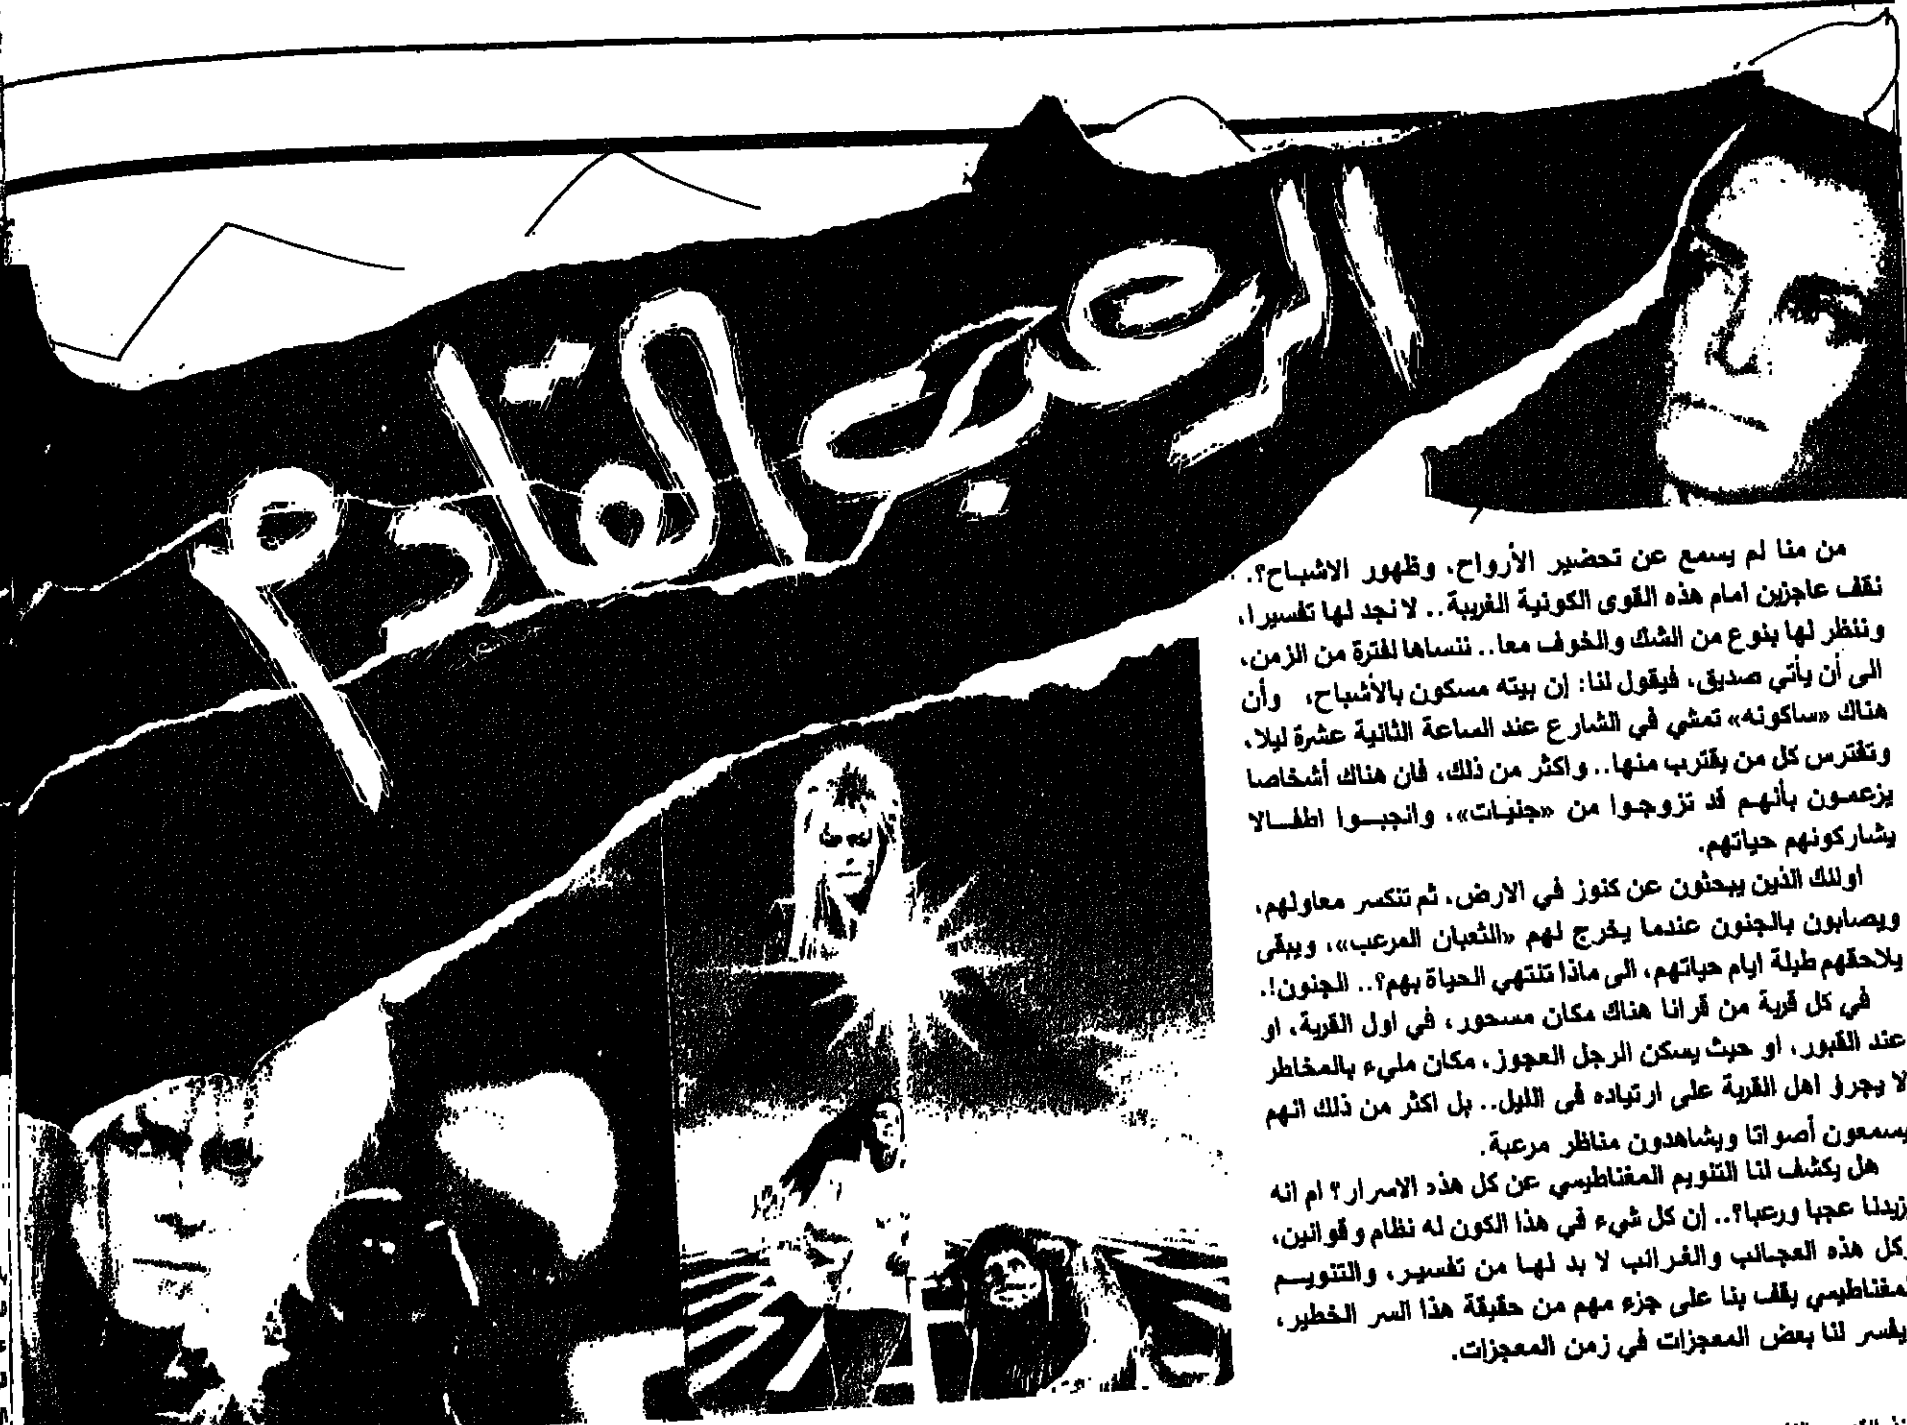 الرعب القادم
من منا لم يسمع عن تحضير الأرواح، وظهور الاشباح؟.
نقف عاجزين امام هذه القوى الكونية الغريبة.. لا نجد لها تفسيرا،
وننظر لها بنوع من الشك والخوف معا.. ننساها لفترة من الزمن،
الى أن يأتي صديق، فيقول لنا: إن بيته مسكون بالأشباح، وأن
هناك «ساكونه» تمشي في الشارع عند الساعة الثانية عشرة ليلا،
وتفترس كل من يقترب منها.. واكثر من ذلك، فان هناك أشخاصا
يزعمون بأنهم قد تزوجوا من «جنيات»، وانجبوا اطفالا
يشاركونهم حياتهم.
اولئك الذين يبحثون عن كنوز في الارض، ثم تنكسر معاولهم،
ويصابون بالجنون عندما يخرج لهم «الثعبان المرعب»، ويبقى
يلاحقهم طيلة ايام حياتهم، الى ماذا تنتهي الحياة بهم؟.. الجنون!.
في كل قرية من قرانا هناك مكان مسحور، في اول القرية، او
عند القبور، او حيث يسكن الرجل العجوز، مكان مليء بالمخاطر
لا يجرؤ اهل القرية على ارتياده في الليل.. بل اكثر من ذلك انهم
يسمعون أصواتا ويشاهدون مناظر مرعبة.
هل يكشف لنا التنويم المغناطيسي عن كل هذه الاسرار؟ ام انه
يزيدنا عجبا ورعبا؟.. إن كل شيء في هذا الكون له نظام وقوانين،
وكل هذه العجائب والغرائب لا بد لها من تفسير، والتنويم
المغناطيسي يقف بنا على جزء مهم من حقيقة هذا السر الخطير،
ويفسر لنا بعض المعجزات في زمن المعجزات.